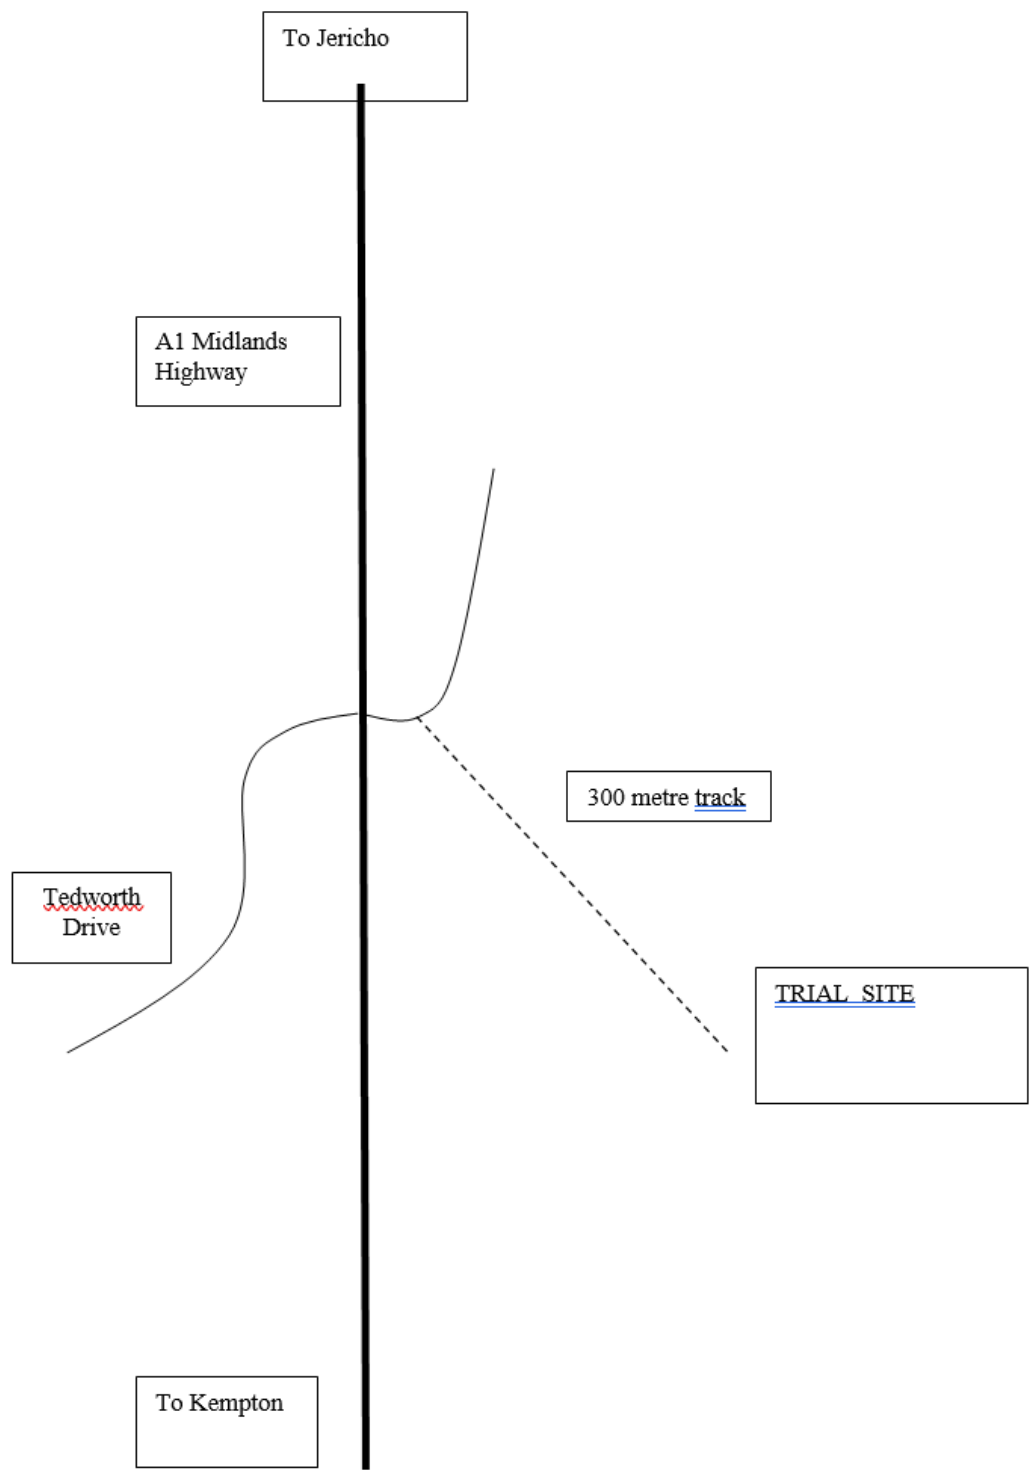 To Jericho
A1 Midlands
Highway
300 metre track
Tedworth
Drive
TRIAL SITE
To Kempton